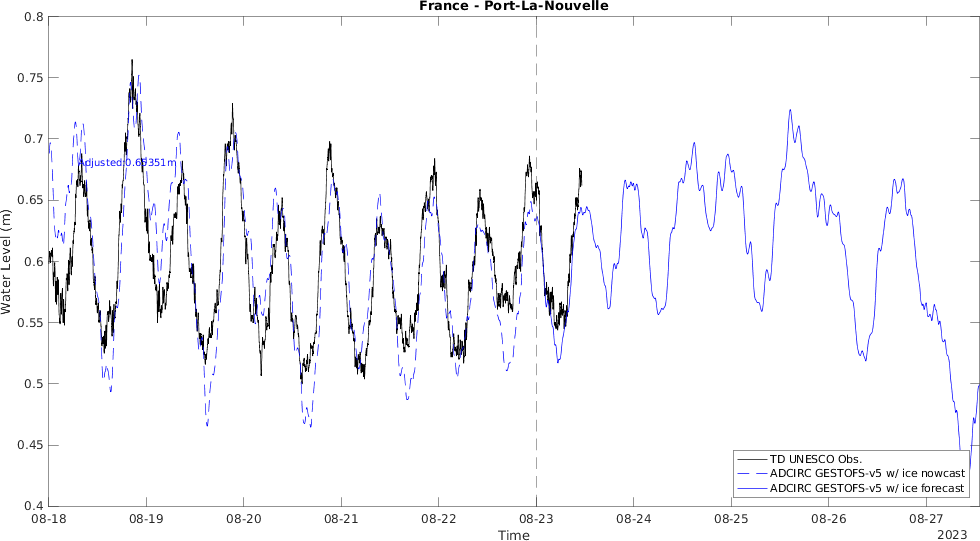 France - Port-La-Nouvelle
0.8
0.75
0.7
0.65
0.6
0.55
0.5
0.45
0.4
Water Level (m)
Adjusted:0.65351m
TD UNESCO Obs.
ADCIRC GESTOFS-v5 w/ ice nowcast
ADCIRC GESTOFS-v5 w/ ice forecast
08-18 08-19 08-20 08-21 08-22 08-23 08-24 08-25 08-26 08-27
Time
2023